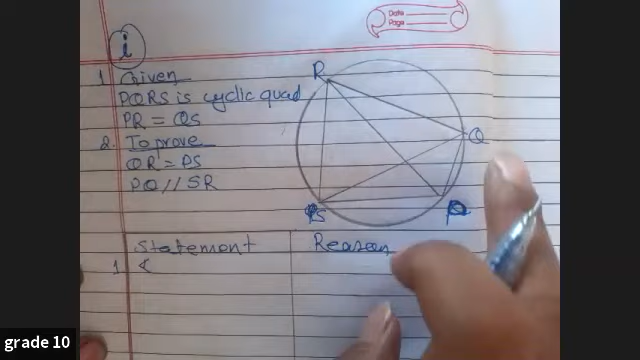 Date
Page
i
1 Given
PQRS is cyclic quad
PR = QS
2. To prove
QR = PS
PQ // SR
R
Q
S
P
Statement
Reason
1
grade 10